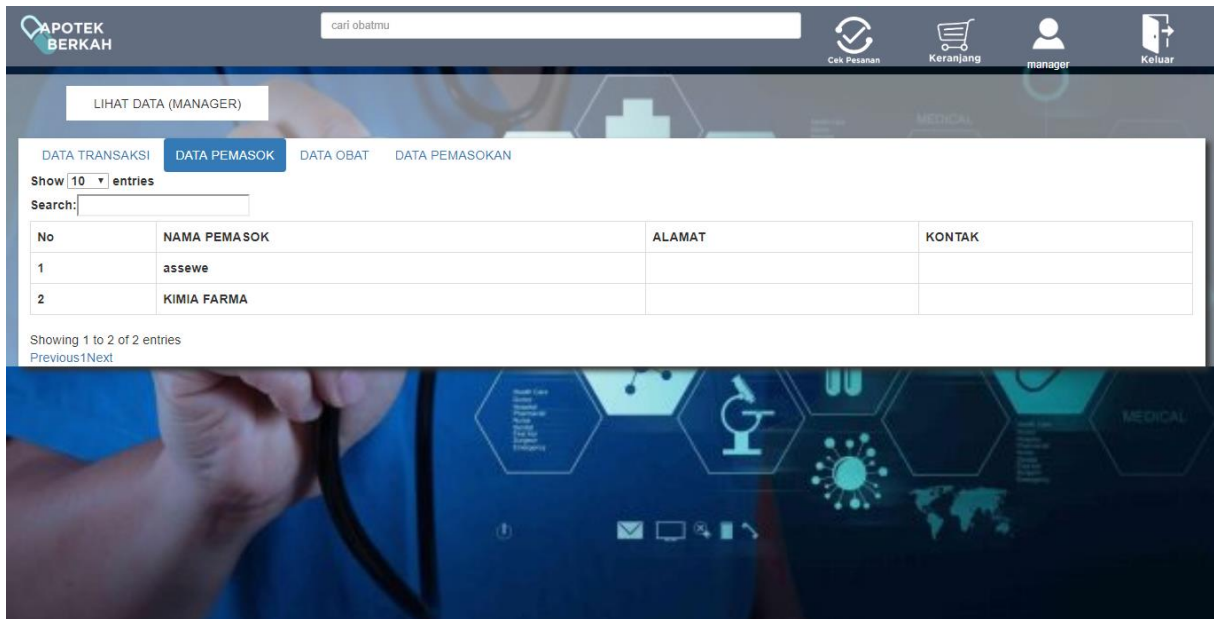 APOTEK
BERKAH
cari obatmu
Cek Pesanan
Keranjang
manager
Keluar
LIHAT DATA (MANAGER)
MEDICAL
DATA TRANSAKSI DATA PEMASOK DATA OBAT DATA PEMASOKAN
Show 10 entries
Search:
No NAMA PEMASOK ALAMAT KONTAK
1 assewe
2 KIMIA FARMA
Showing 1 to 2 of 2 entries
Previous1Next
MEDICAL